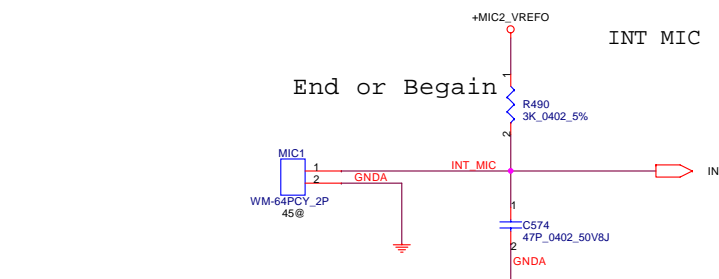 +MIC2_VREFO
INT MIC
1
End or Begain
R490
3K_0402_5%
2
MIC1
1
INT_MIC
IN
2
GNDA
WM-64PCY_2P
45@
1
C574
47P_0402_50V8J
2
GNDA